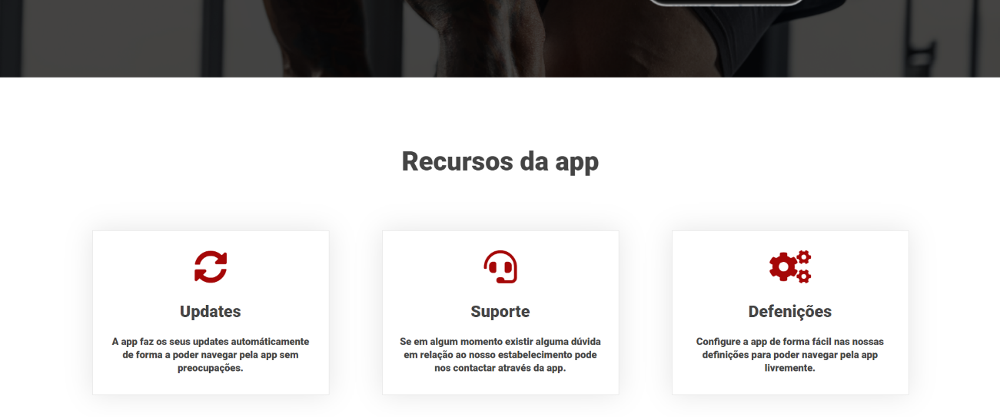 Recursos da app
Updates
A app faz os seus updates automáticamente
de forma a poder navegar pela app sem
preocupações.
Suporte
Se em algum momento existir alguma dúvida
em relação ao nosso estabelecimento pode
nos contactar através da app.
Defenições
Configure a app de forma fácil nas nossas
definições para poder navegar pela app
livremente.